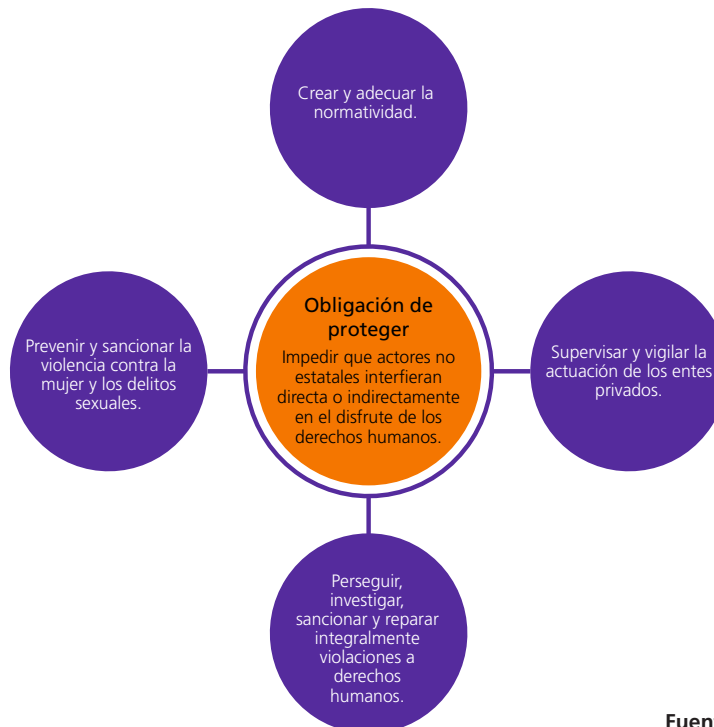 Crear y adecuar la
normatividad.
Prevenir y sancionar la
violencia contra la
mujer y los delitos
sexuales.
Obligación de
proteger
Impedir que actores no
estatales interfieran
directa o indirectamente
en el disfrute de los
derechos humanos.
Supervisar y vigilar la
actuación de los entes
privados.
Perseguir,
investigar,
sancionar y reparar
integralmente
violaciones a
derechos
humanos.
Fuen